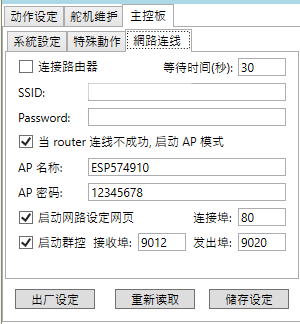 动作设定 舵机维护 主控板
系統設定 特殊動作 網路连线
连接路由器 等待时间(秒): 30
SSID:
Password:
当 router 连线不成功, 启动 AP 模式
AP 名称: ESP574910
AP 密码: 12345678
启动网路设定网页 连接埠: 80
启动群控 接收埠: 9012 发出埠: 9020
出厂设定 重新读取 储存设定